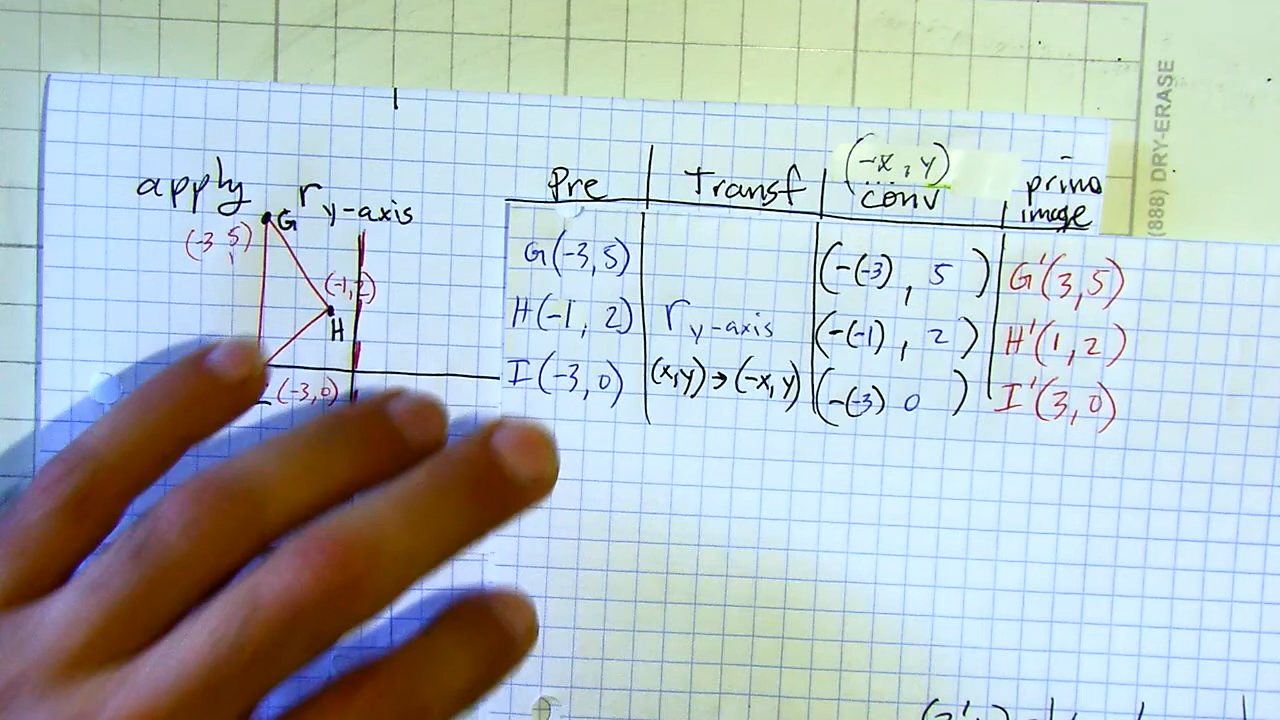 apply r y-axis
G
(-3, 5)
(-1, 2)
H
(-3, 0)
Pre Transf (-x, y) conv prime image
G(-3, 5) (-(-3), 5) G'(3, 5)
H(-1, 2) r y-axis (-(-1), 2) H'(1, 2)
I(-3, 0) (x,y) → (-x, y) (-(-3) 0) I'(3, 0)
(888) DRY-ERASE